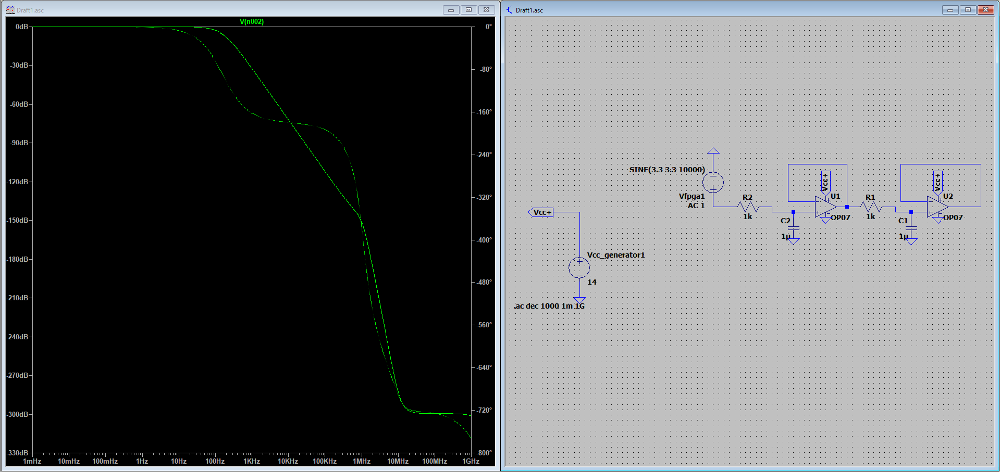 Draft1.asc
V(n002)
0dB
-30dB
-60dB
-90dB
-120dB
-150dB
-180dB
-210dB
-240dB
-270dB
-300dB
-330dB
0°
-80°
-160°
-240°
-320°
-400°
-480°
-560°
-640°
-720°
-800°
1mHz 10mHz 100mHz 1Hz 10Hz 100Hz 1KHz 10KHz 100KHz 1MHz 10MHz 100MHz 1GHz
Draft1.asc
SINE(3.3 3.3 10000)
Vfpga1
AC 1
R2
1k
C2
1µ
Vcc+
U1
OP07
R1
1k
C1
1µ
Vcc+
U2
OP07
Vcc+
Vcc_generator1
14
.ac dec 1000 1m 1G